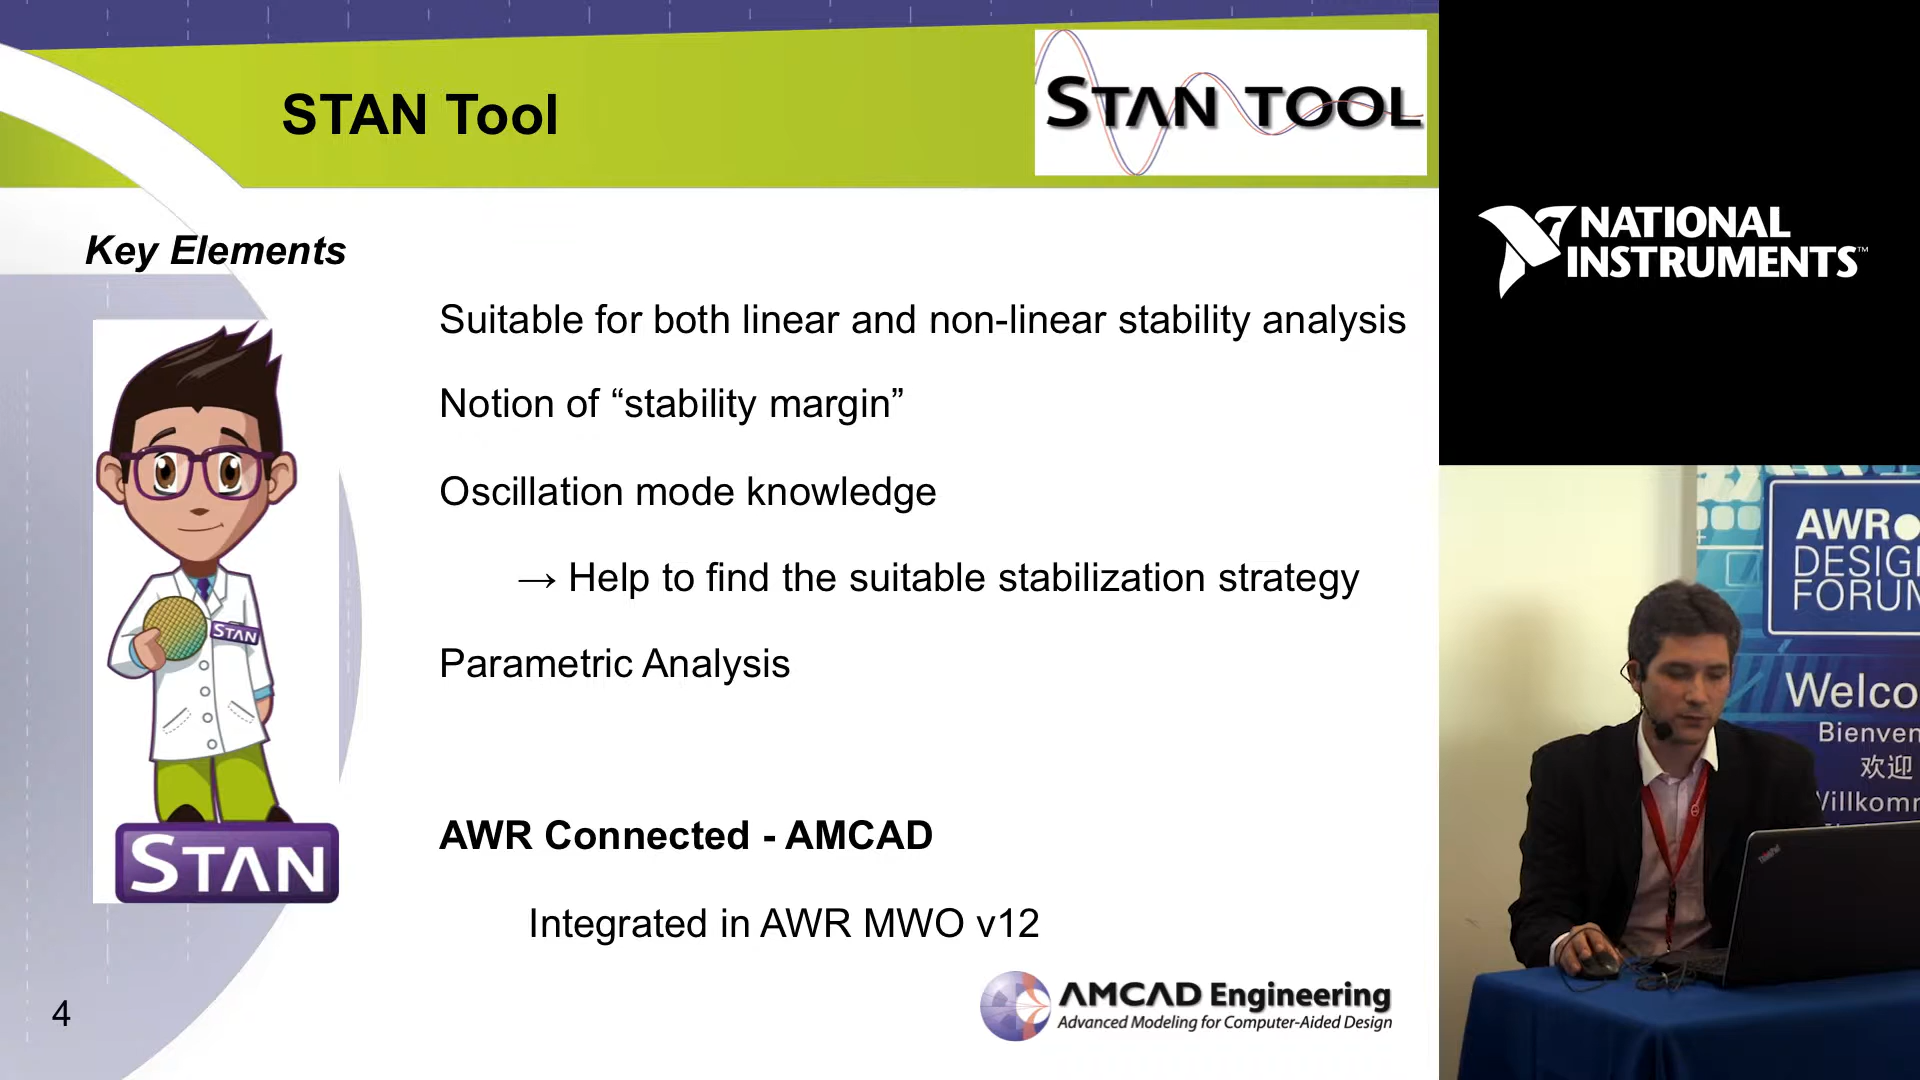 STAN Tool
STAN TOOL
Key Elements
Suitable for both linear and non-linear stability analysis
Notion of “stability margin”
Oscillation mode knowledge
→ Help to find the suitable stabilization strategy
Parametric Analysis
STAN
STAN
AWR Connected - AMCAD
Integrated in AWR MWO v12
4
AMCAD Engineering
Advanced Modeling for Computer-Aided Design
NATIONAL
INSTRUMENTS™
AWR
DESIG
FORUM
Welco
Bienven
欢迎
Villkomm
ThinkPad